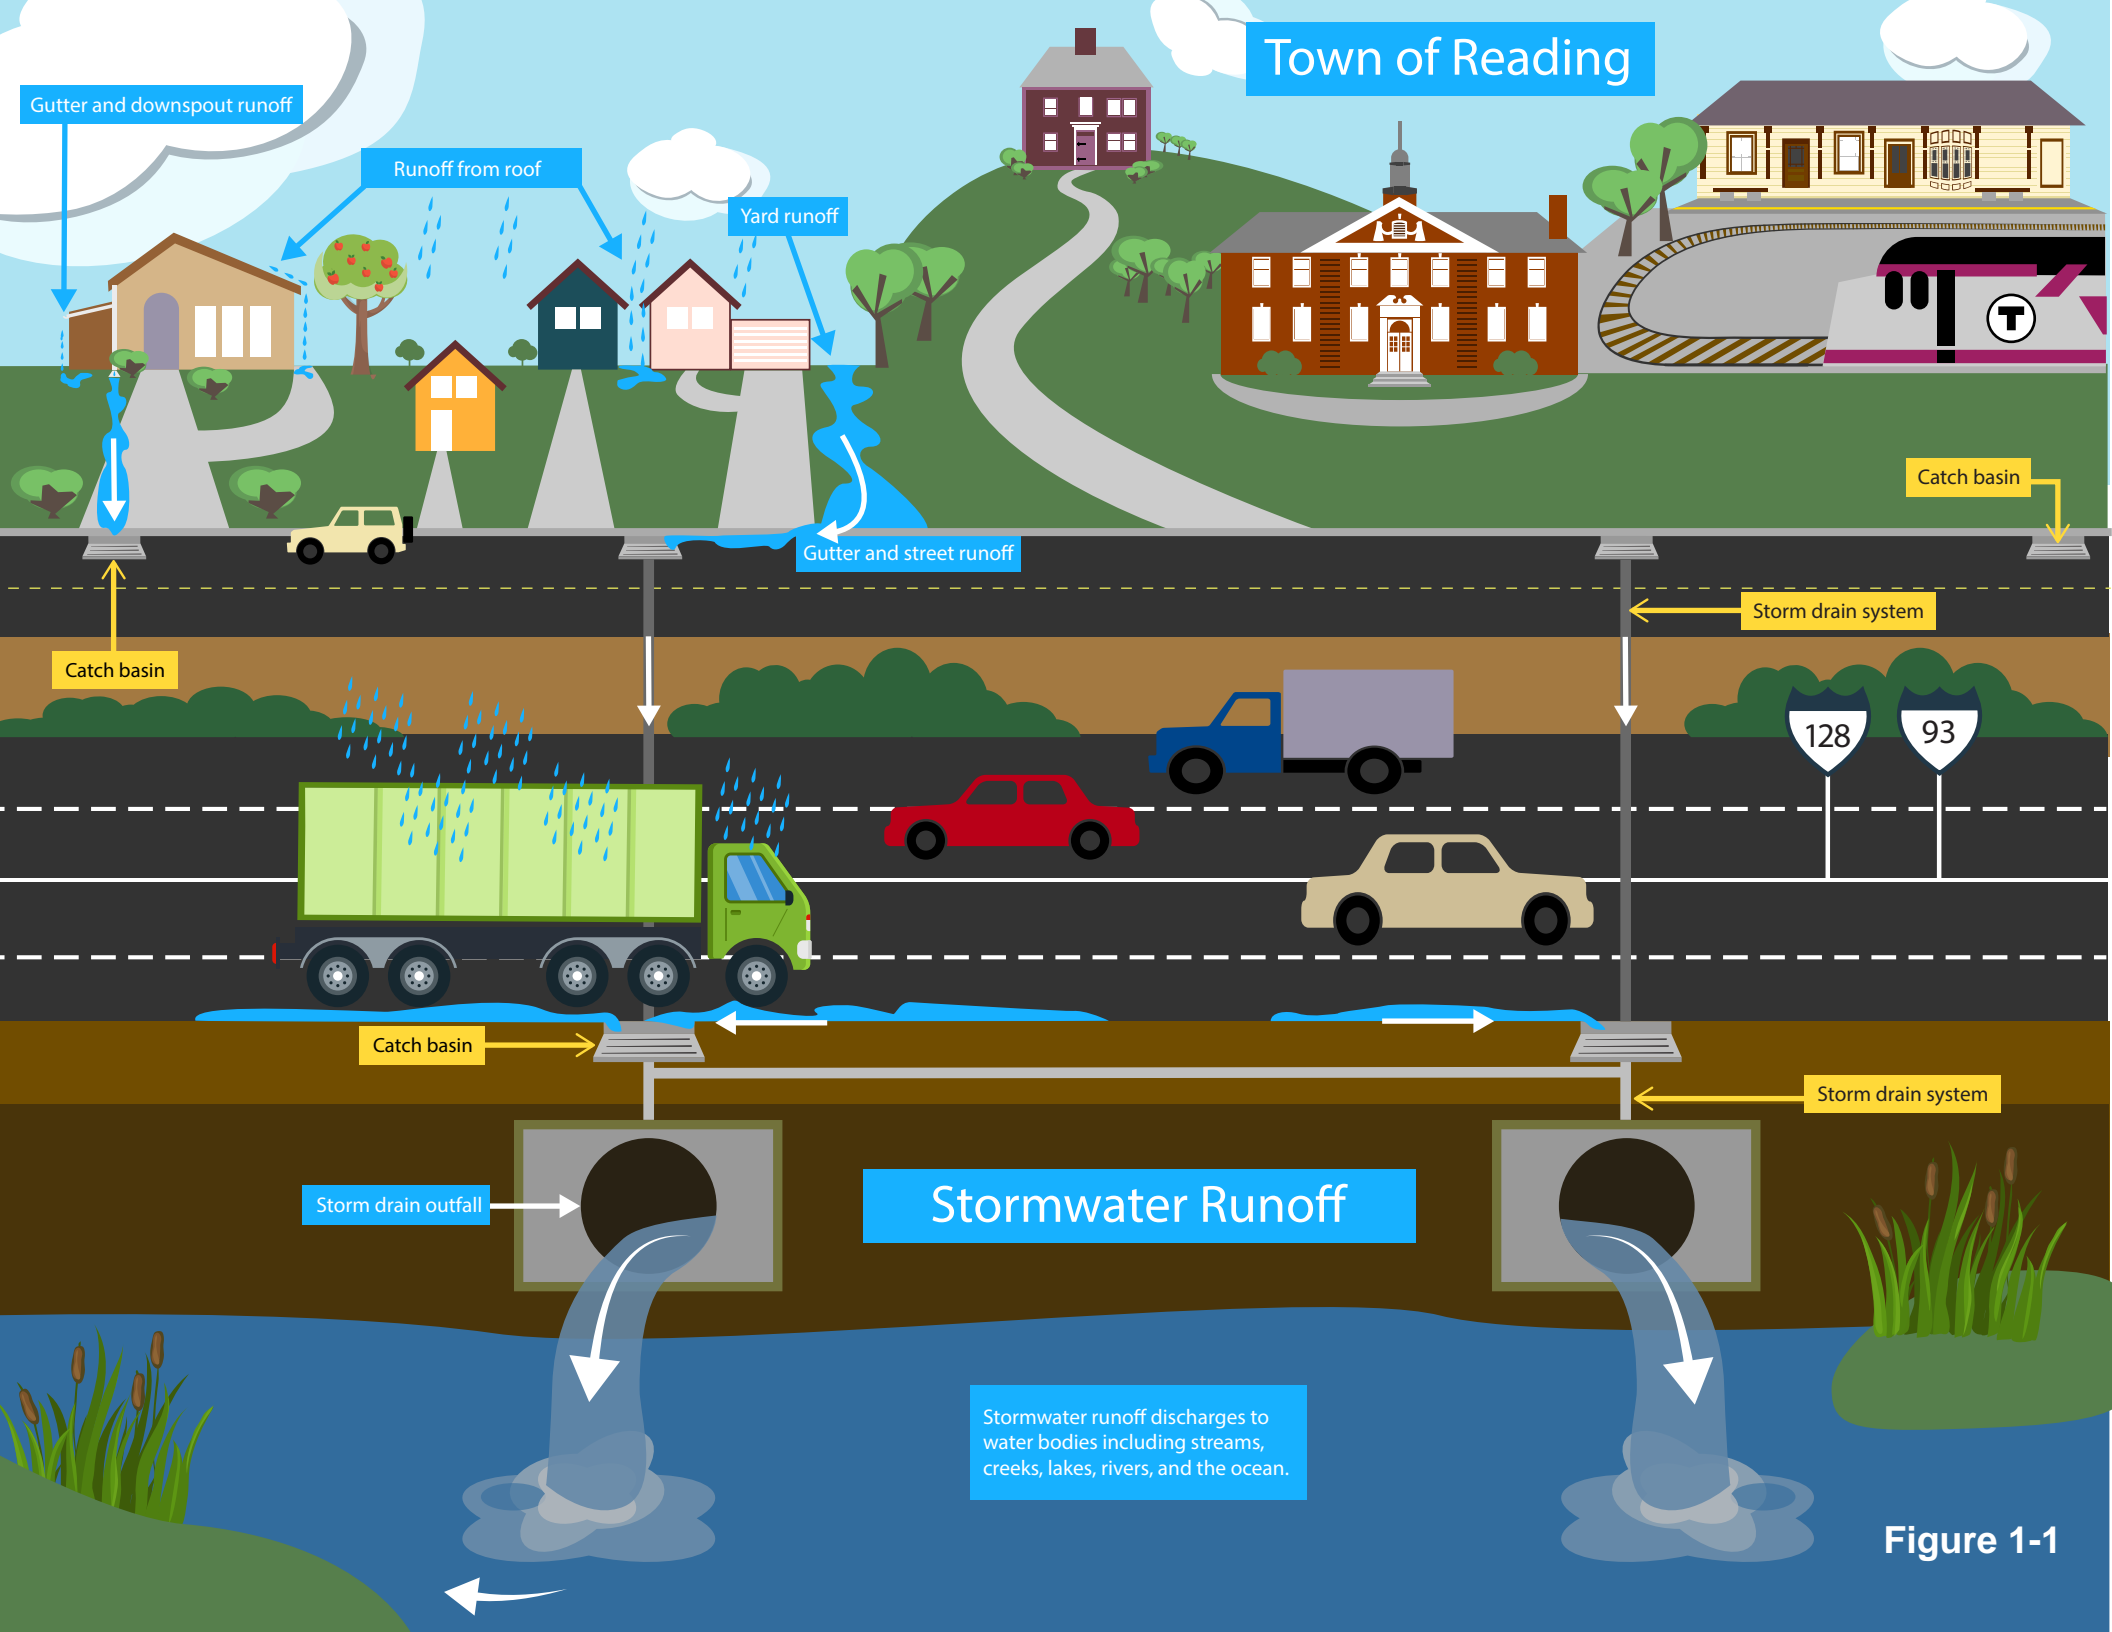 Town of Reading
Gutter and downspout runoff
Runoff from roof
Yard runoff
T
Catch basin
Gutter and street runoff
Storm drain system
Catch basin
128
93
Catch basin
Storm drain system
Storm drain outfall
Stormwater Runoff
Stormwater runoff discharges to
water bodies including streams,
creeks, lakes, rivers, and the ocean.
Figure 1-1